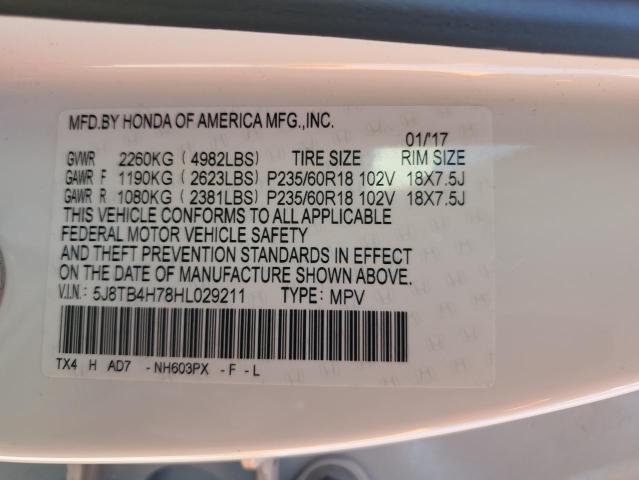 MFD.BY HONDA OF AMERICA MFG.,INC.
01/'17
GVWR 2260KG ( 4982LBS) TIRE SIZE RIM SIZE
GAWR F 1190KG ( 2623LBS) P235/60R18 102V 18X7.5J
GAWR R 1080KG ( 2381LBS) P235/60R18 102V 18X7.5J
THIS VEHICLE CONFORMS TO ALL APPLICABLE
FEDERAL MOTOR VEHICLE SAFETY
AND THEFT PREVENTION STANDARDS IN EFFECT
ON THE DATE OF MANUFACTURE SHOWN ABOVE.
V.I.N.: 5J8TB4H78HL029211 TYPE: MPV
TX4 H AD7 -NH603PX -F -L